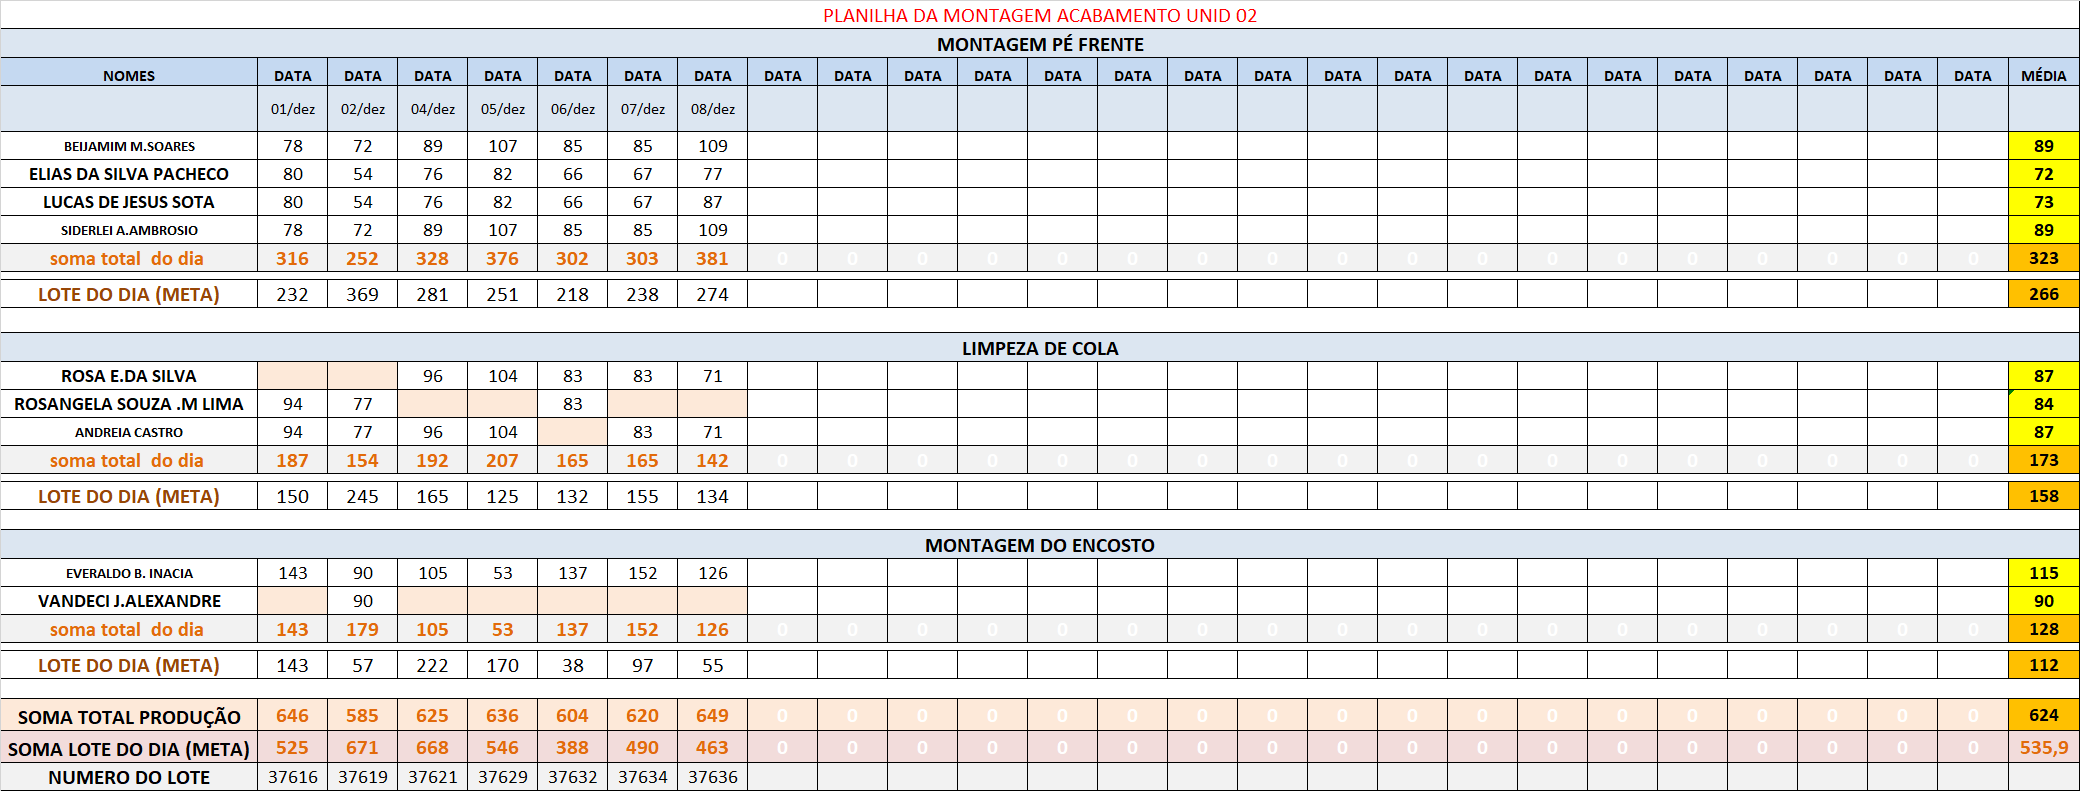 PLANILHA DA MONTAGEM ACABAMENTO UNID 02
MONTAGEM PÉ FRENTE
NOMES DATA DATA DATA DATA DATA DATA DATA DATA DATA DATA DATA DATA DATA DATA DATA DATA DATA DATA DATA DATA DATA DATA DATA DATA DATA MÉDIA
01/dez 02/dez 04/dez 05/dez 06/dez 07/dez 08/dez
BEIJAMIM M.SOARES 78 72 89 107 85 85 109 89
ELIAS DA SILVA PACHECO 80 54 76 82 66 67 77 72
LUCAS DE JESUS SOTA 80 54 76 82 66 67 87 73
SIDERLEI A.AMBROSIO 78 72 89 107 85 85 109 89
soma total do dia 316 252 328 376 302 303 381 0 0 0 0 0 0 0 0 0 0 0 0 0 0 0 0 0 0 323
LOTE DO DIA (META) 232 369 281 251 218 238 274 266
LIMPEZA DE COLA
ROSA E.DA SILVA 96 104 83 83 71 87
ROSANGELA SOUZA .M LIMA 94 77 83 84
ANDREIA CASTRO 94 77 96 104 83 71 87
soma total do dia 187 154 192 207 165 165 142 0 0 0 0 0 0 0 0 0 0 0 0 0 0 0 0 0 0 173
LOTE DO DIA (META) 150 245 165 125 132 155 134 158
MONTAGEM DO ENCOSTO
EVERALDO B. INACIA 143 90 105 53 137 152 126 115
VANDECI J.ALEXANDRE 90 90
soma total do dia 143 179 105 53 137 152 126 0 0 0 0 0 0 0 0 0 0 0 0 0 0 0 0 0 0 128
LOTE DO DIA (META) 143 57 222 170 38 97 55 112
SOMA TOTAL PRODUÇÃO 646 585 625 636 604 620 649 0 0 0 0 0 0 0 0 0 0 0 0 0 0 0 0 0 0 624
SOMA LOTE DO DIA (META) 525 671 668 546 388 490 463 0 0 0 0 0 0 0 0 0 0 0 0 0 0 0 0 0 0 535,9
NUMERO DO LOTE 37616 37619 37621 37629 37632 37634 37636